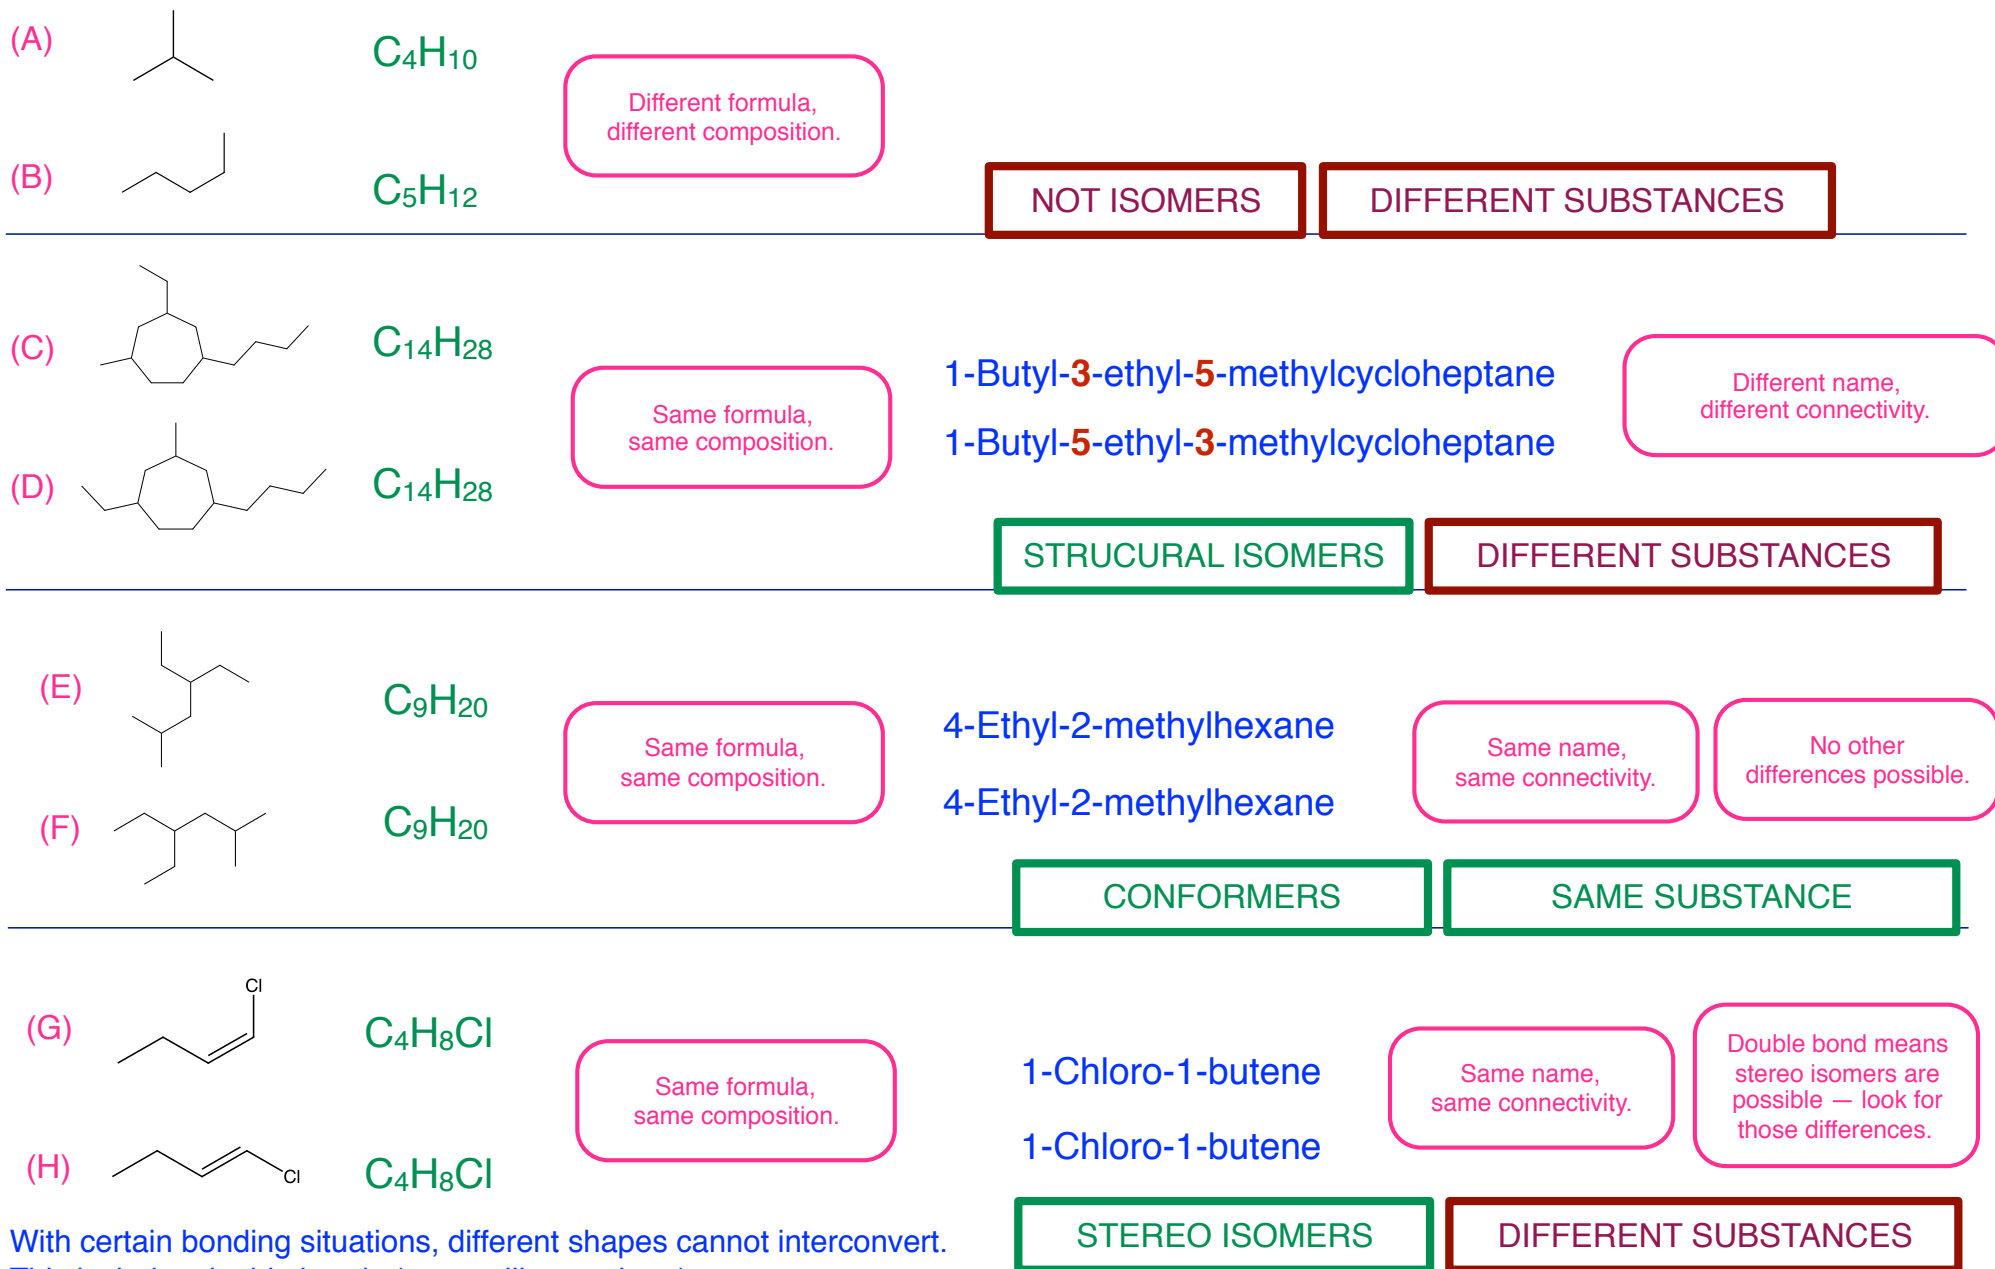 (A)
C4H10
Different formula,
different composition.
(B)
C5H12
NOT ISOMERS
DIFFERENT SUBSTANCES
(C)
C14H28
Same formula,
same composition.
1-Butyl-3-ethyl-5-methylcycloheptane
1-Butyl-5-ethyl-3-methylcycloheptane
Different name,
different connectivity.
(D)
C14H28
STRUCURAL ISOMERS
DIFFERENT SUBSTANCES
(E)
C9H20
Same formula,
same composition.
4-Ethyl-2-methylhexane
4-Ethyl-2-methylhexane
Same name,
same connectivity.
No other
differences possible.
(F)
C9H20
CONFORMERS
SAME SUBSTANCE
(G)
Cl
C4H8Cl
Same formula,
same composition.
1-Chloro-1-butene
1-Chloro-1-butene
Same name,
same connectivity.
Double bond means
stereo isomers are
possible — look for
those differences.
(H)
Cl
C4H8Cl
STEREO ISOMERS
DIFFERENT SUBSTANCES
With certain bonding situations, different shapes cannot interconvert.